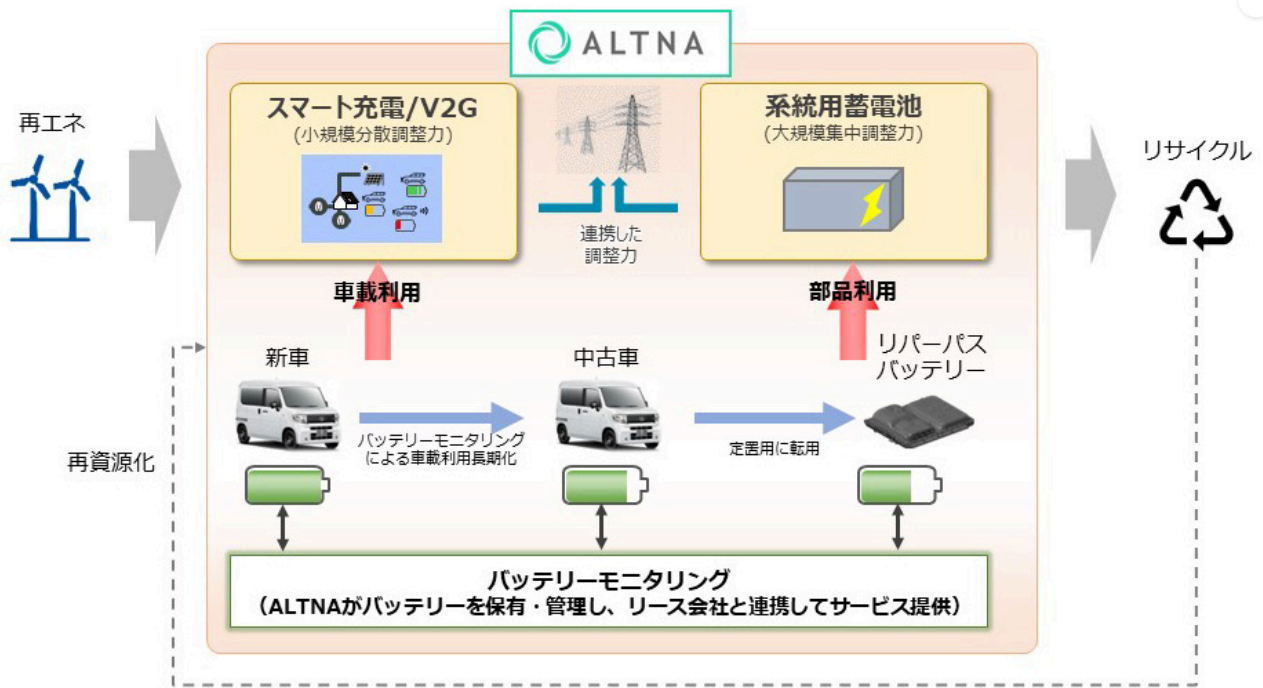 ALTNA
再エネ
スマート充電/V2G
(小規模分散調整力)
系統用蓄電池
(大規模集中調整力)
リサイクル
連携した
調整力
車載利用
部品利用
新車
中古車
リパーパス
バッテリー
バッテリーモニタリング
による車載利用長期化
定置用に転用
再資源化
バッテリーモニタリング
（ALTNAがバッテリーを保有・管理し、リース会社と連携してサービス提供）